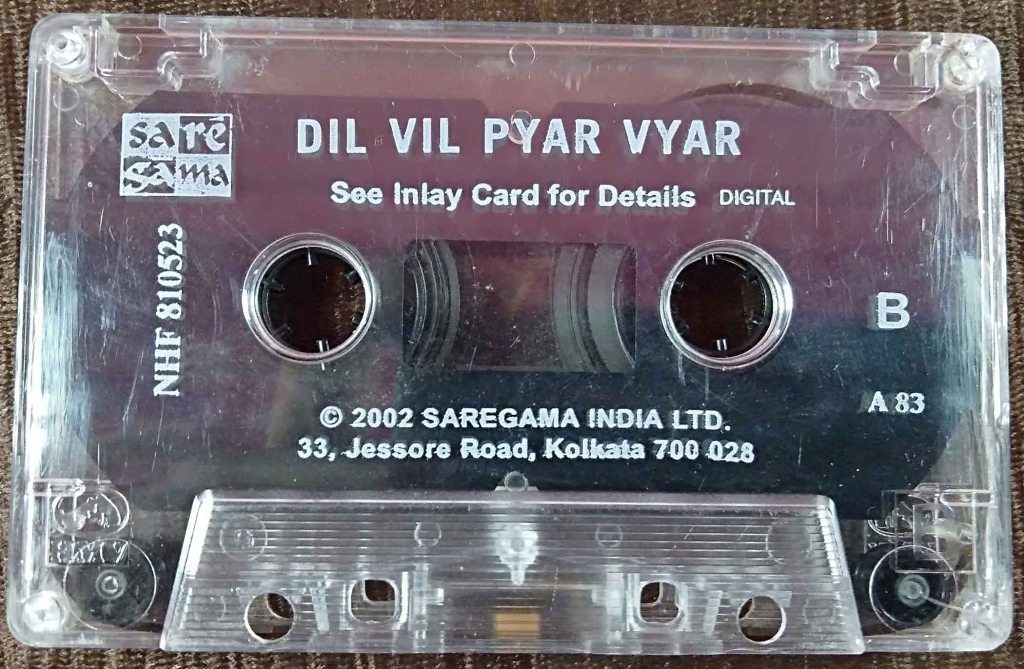 saré
sama
DIL VIL PYAR VYAR
See Inlay Card for Details DIGITAL
NHF 810523
B
A 83
© 2002 SAREGAMA INDIA LTD.
33, Jessore Road, Kolkata 700 028